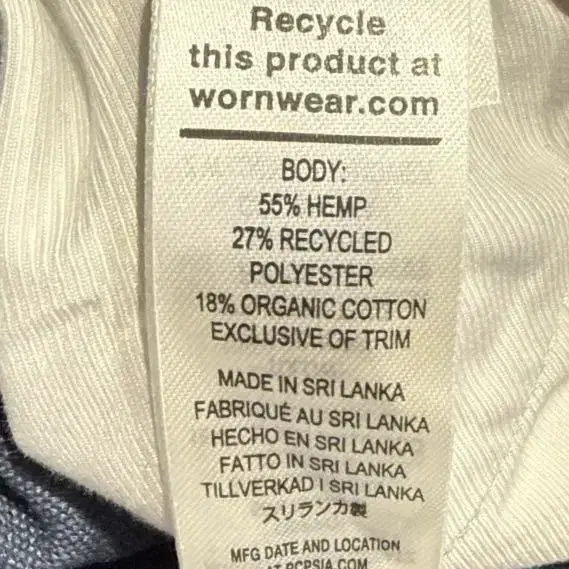 Recycle
this product at
wornwear.com
BODY:
55% HEMP
27% RECYCLED
POLYESTER
18% ORGANIC COTTON
EXCLUSIVE OF TRIM
MADE IN SRI LANKA
FABRIQUÉ AU SRI LANKA
HECHO EN SRI LANKA
FATTO IN SRI LANKA
TILLVERKAD I SRI LANKA
スリランカ製
MFG DATE AND LOCATION